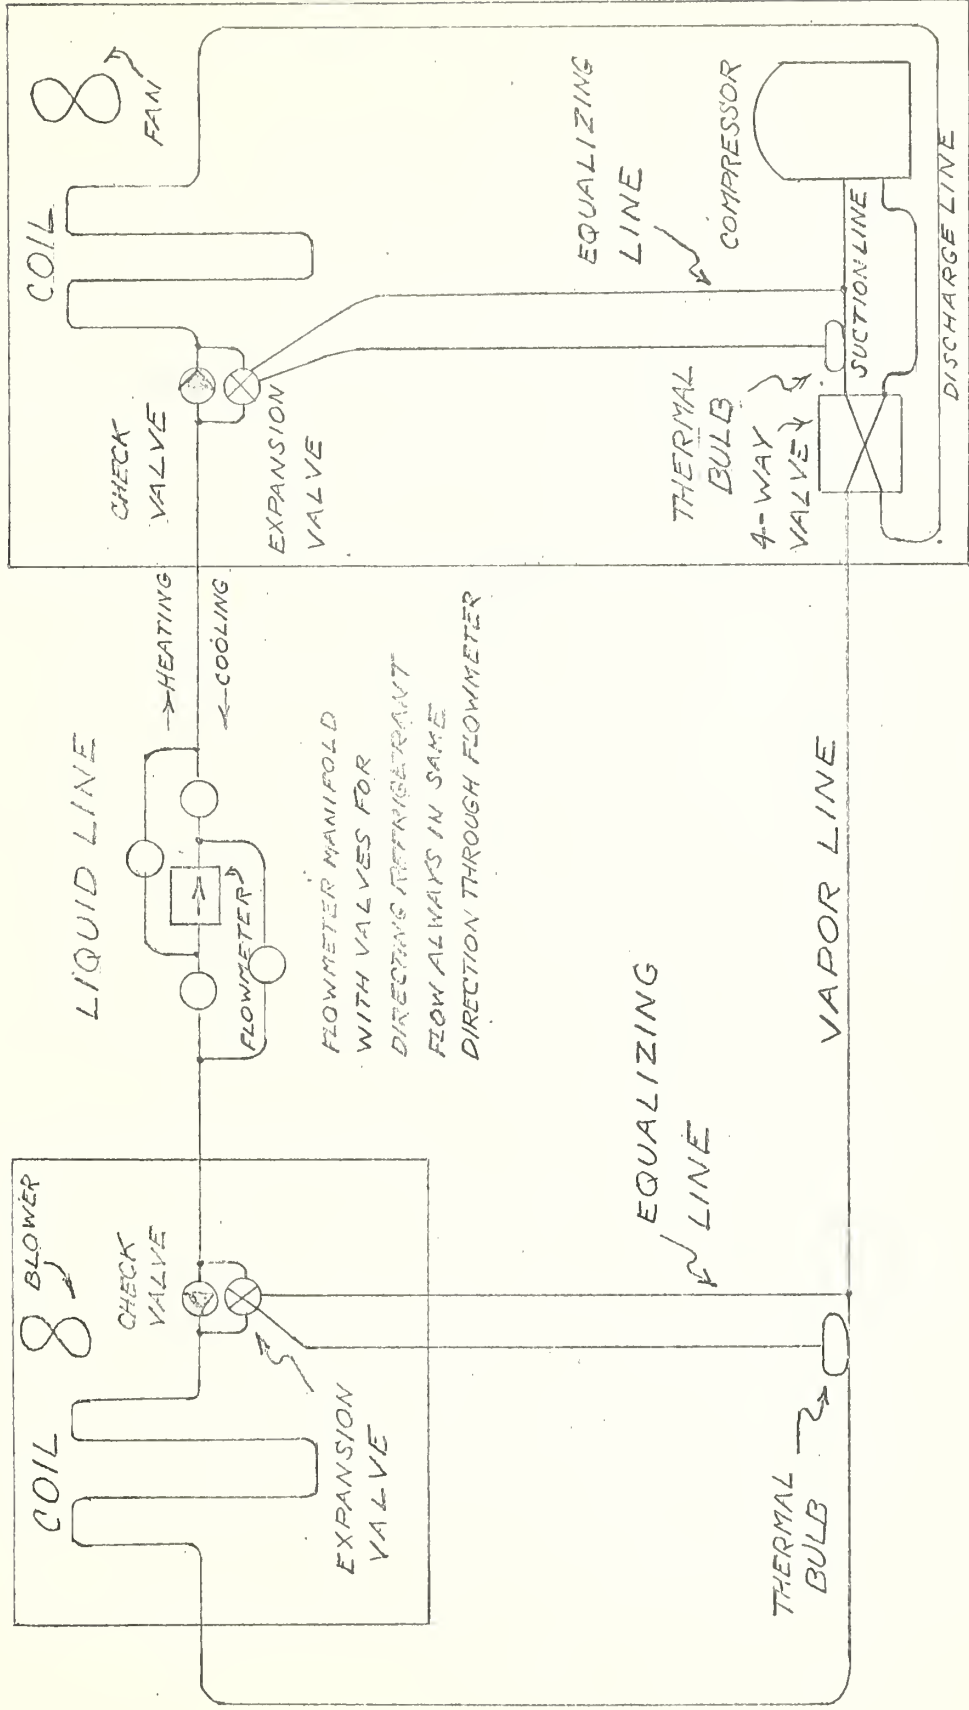 COIL
8 BLOWER
CHECK
VALVE
EXPANSION
VALVE
THERMAL
BULB
EQUALIZING
LINE
LIQUID LINE
FLOWMETER
FLOWMETER MANIFOLD
WITH VALVES FOR
DIRECTING REFRIGERANT
FLOW ALWAYS IN SAME
DIRECTION THROUGH FLOWMETER
VAPOR LINE
HEATING
COOLING
COIL
FAN
CHECK
VALVE
EXPANSION
VALVE
EQUALIZING
LINE
COMPRESSOR
THERMAL
BULB
4-WAY
VALVE
SUCTION LINE
DISCHARGE LINE